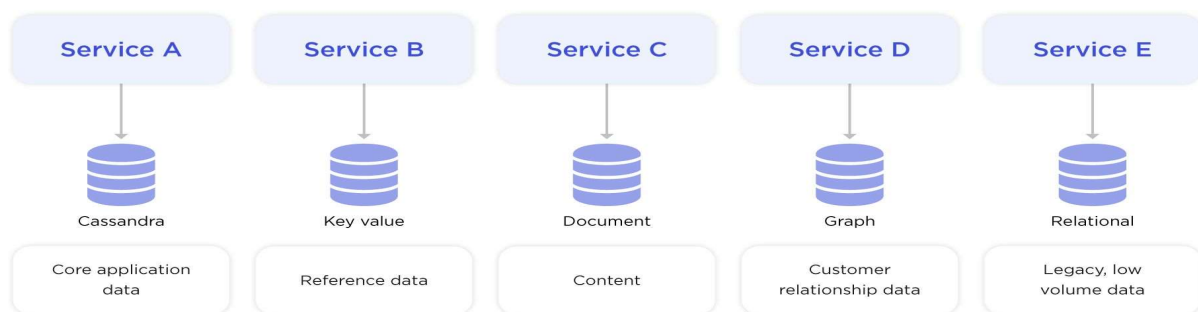 Service A
Service B
Service C
Service D
Service E
Cassandra
Key value
Document
Graph
Relational
Core application
data
Reference data
Content
Customer
relationship data
Legacy, low
volume data